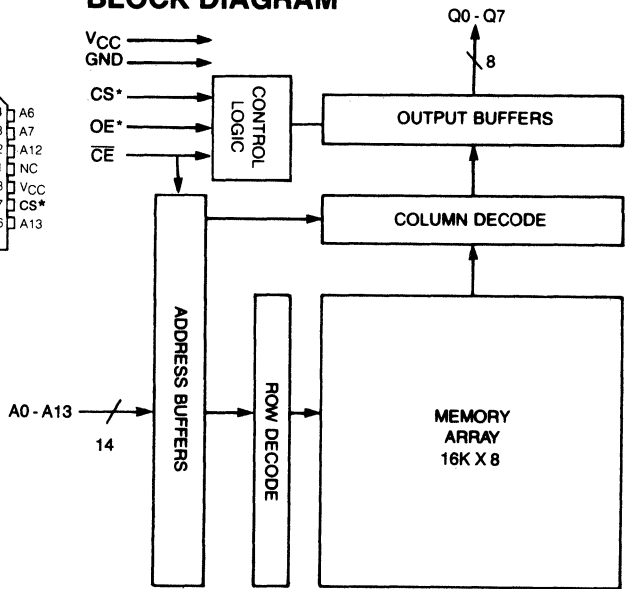 BLOCK DIAGRAM
Q0 - Q7
8
VCC
GND
CS*
OE*
CE
CONTROL
LOGIC
OUTPUT BUFFERS
COLUMN DECODE
A6
A7
A12
NC
VCC
CS*
A13
ADDRESS BUFFERS
ROW DECODE
A0 - A13
14
MEMORY
ARRAY
16K X 8